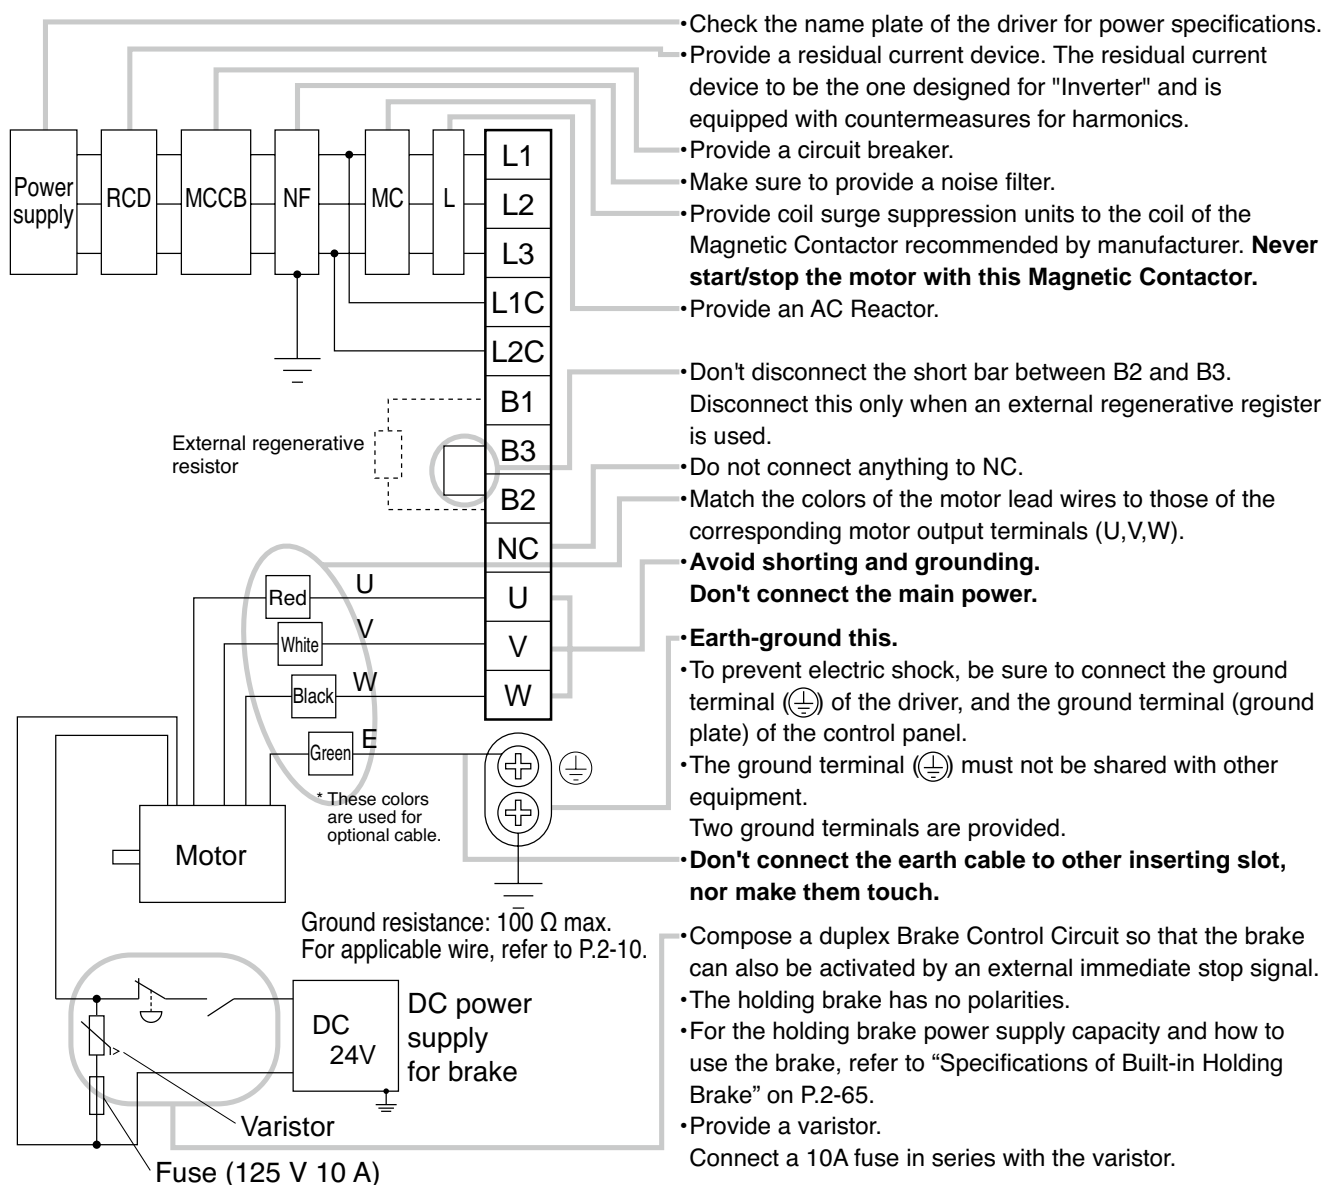 •Check the name plate of the driver for power specifications.
•Provide a residual current device. The residual current
device to be the one designed for "Inverter" and is
equipped with countermeasures for harmonics.
•Provide a circuit breaker.
•Make sure to provide a noise filter.
•Provide coil surge suppression units to the coil of the
Magnetic Contactor recommended by manufacturer. Never
start/stop the motor with this Magnetic Contactor.
•Provide an AC Reactor.
Power
supply
RCD
MCCB
NF
MC
L
L1
L2
L3
L1C
L2C
B1
B3
B2
NC
U
V
W
External regenerative
resistor
•Don't disconnect the short bar between B2 and B3.
Disconnect this only when an external regenerative register
is used.
•Do not connect anything to NC.
•Match the colors of the motor lead wires to those of the
corresponding motor output terminals (U,V,W).
•Avoid shorting and grounding.
Don't connect the main power.
Red
U
White
V
Black
W
Green
E
* These colors
are used for
optional cable.
Motor
•Earth-ground this.
•To prevent electric shock, be sure to connect the ground
terminal (⏚) of the driver, and the ground terminal (ground
plate) of the control panel.
•The ground terminal (⏚) must not be shared with other
equipment.
Two ground terminals are provided.
•Don't connect the earth cable to other inserting slot,
nor make them touch.
Ground resistance: 100 Ω max.
For applicable wire, refer to P.2-10.
DC
24V
DC power
supply
for brake
Varistor
Fuse (125 V 10 A)
•Compose a duplex Brake Control Circuit so that the brake
can also be activated by an external immediate stop signal.
•The holding brake has no polarities.
•For the holding brake power supply capacity and how to
use the brake, refer to “Specifications of Built-in Holding
Brake” on P.2-65.
•Provide a varistor.
Connect a 10A fuse in series with the varistor.